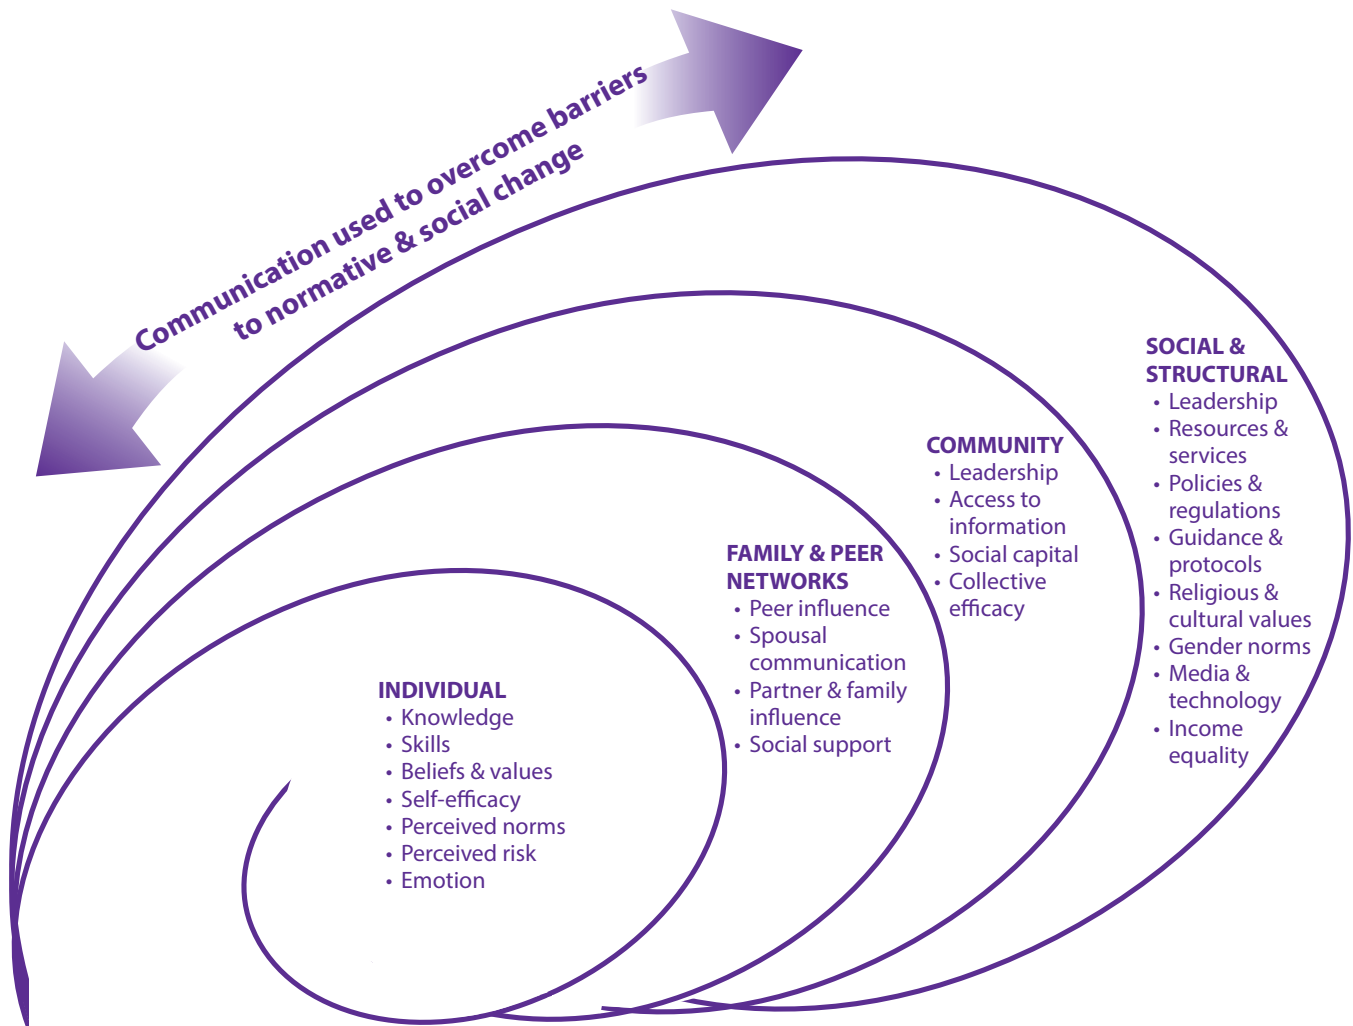 Communication used to overcome barriers
to normative & social change
INDIVIDUAL
• Knowledge
• Skills
• Beliefs & values
• Self-efficacy
• Perceived norms
• Perceived risk
• Emotion
FAMILY & PEER
NETWORKS
• Peer influence
• Spousal
communication
• Partner & family
influence
• Social support
COMMUNITY
• Leadership
• Access to
information
• Social capital
• Collective
efficacy
SOCIAL &
STRUCTURAL
• Leadership
• Resources &
services
• Policies &
regulations
• Guidance &
protocols
• Religious &
cultural values
• Gender norms
• Media &
technology
• Income
equality